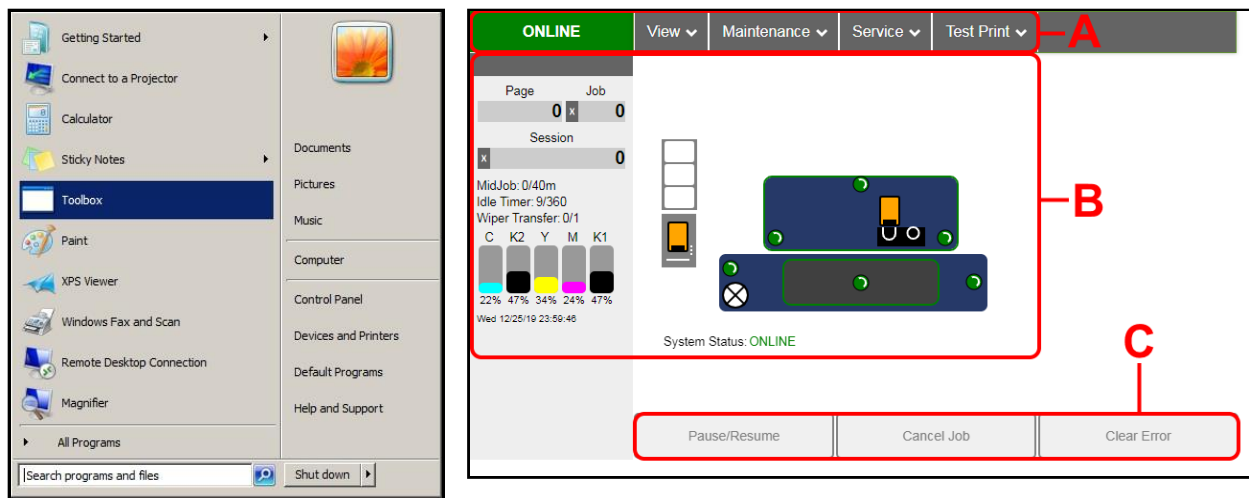 Getting Started
Connect to a Projector
Calculator
Sticky Notes
Toolbox
Paint
XPS Viewer
Windows Fax and Scan
Remote Desktop Connection
Magnifier
All Programs
Search programs and files
Documents
Pictures
Music
Computer
Control Panel
Devices and Printers
Default Programs
Help and Support
Shut down
ONLINE View Maintenance Service Test Print A
Page Job
0 x 0
Session
x 0
MidJob: 0/40m
Idle Timer: 9/360
Wiper Transfer: 0/1
C K2 Y M K1
22% 47% 34% 24% 47%
Wed 12/25/19 23:59:46
B
System Status: ONLINE
C
Pause/Resume Cancel Job Clear Error